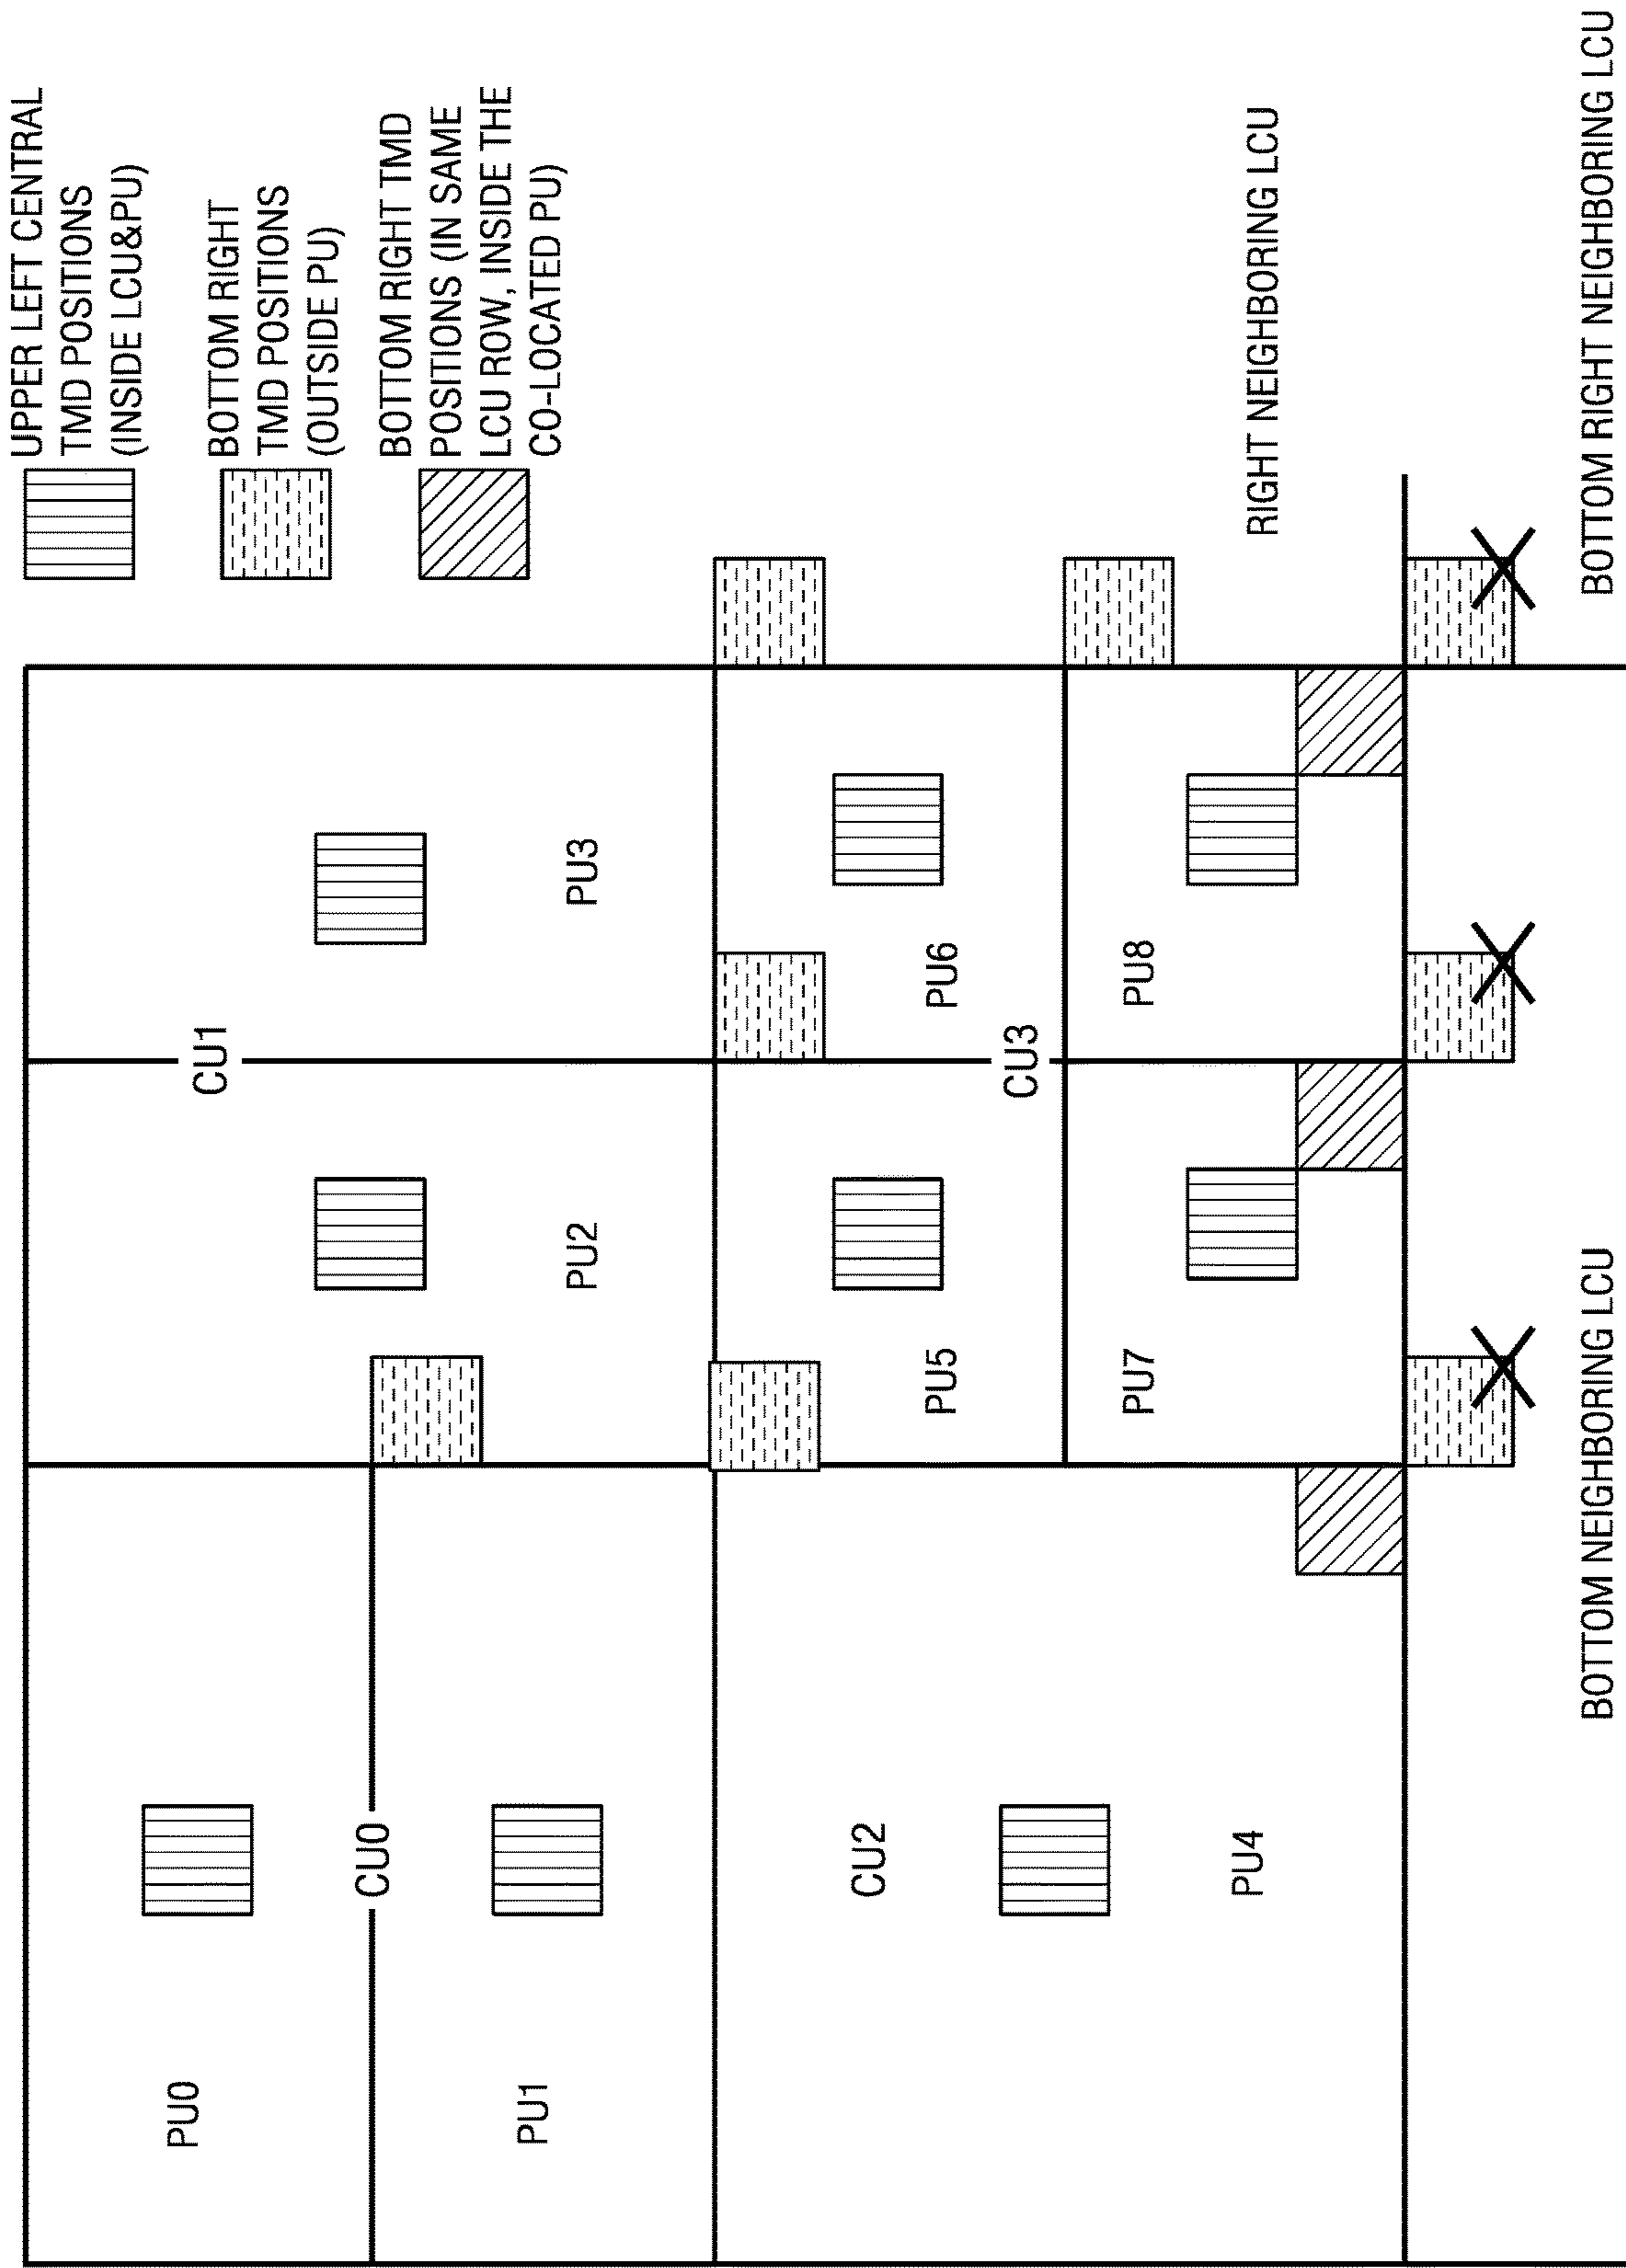 UPPER LEFT CENTRAL
TMD POSITIONS
(INSIDE LCU&PU)
BOTTOM RIGHT
TMD POSITIONS
(OUTSIDE PU)
BOTTOM RIGHT TMD
POSITIONS (IN SAME
LCU ROW, INSIDE THE
CO-LOCATED PU)
PU0
CU0
PU1
CU1
PU2
PU3
CU2
PU4
PU5
PU6
CU3
PU7
PU8
RIGHT NEIGHBORING LCU
BOTTOM NEIGHBORING LCU
BOTTOM RIGHT NEIGHBORING LCU